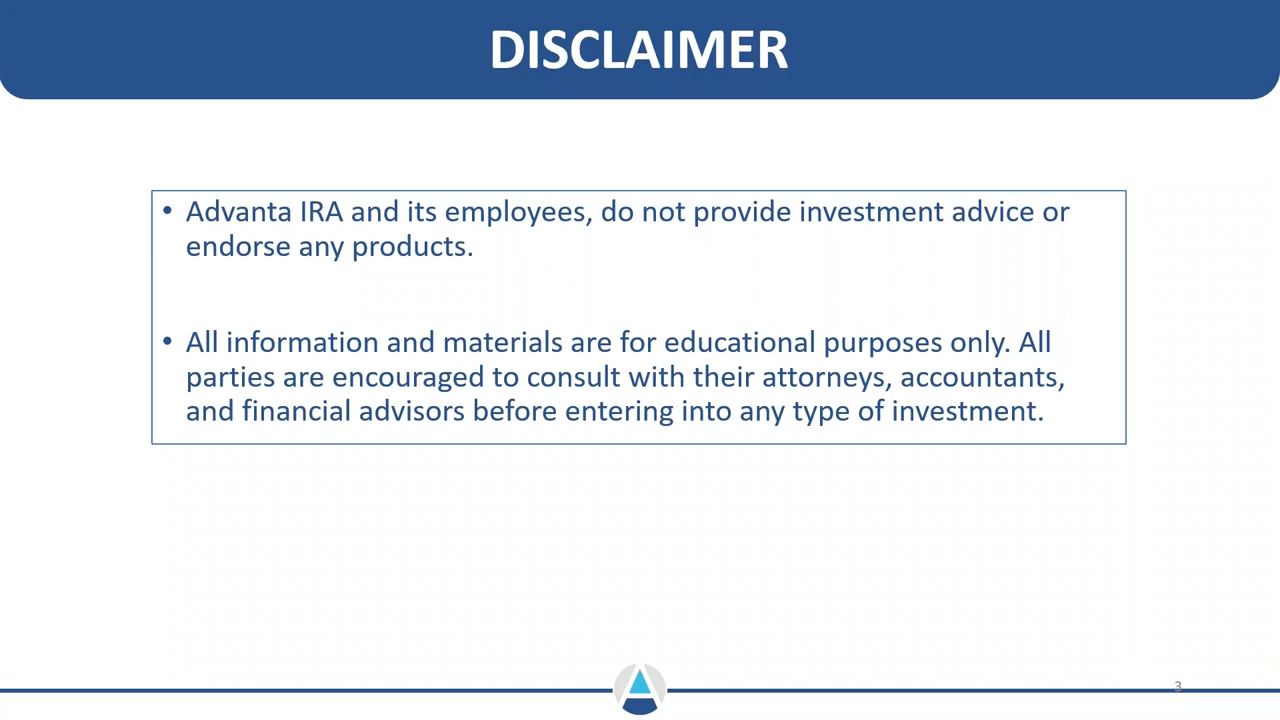 DISCLAIMER
• Advanta IRA and its employees, do not provide investment advice or
endorse any products.
• All information and materials are for educational purposes only. All
parties are encouraged to consult with their attorneys, accountants,
and financial advisors before entering into any type of investment.
3